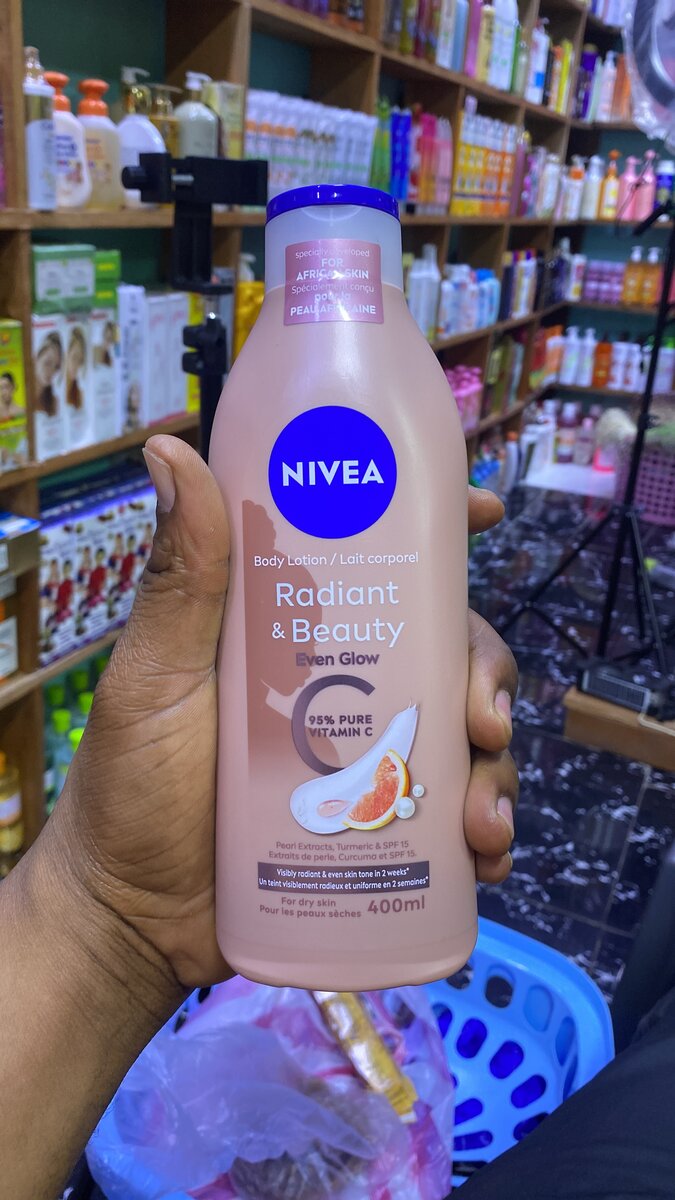 Specially developed
FOR
AFRICAN SKIN
Spécialement conçu
pour la
PEAU AFRICAINE
NIVEA
Body Lotion / Lait corporel
Radiant
& Beauty
Even Glow
C
95% PURE
VITAMIN C
Pearl Extracts, Turmeric & SPF 15
Extraits de perle, Curcuma et SPF 15.
Visibly radiant & even skin tone in 2 weeks*
Un teint visiblement radieux et uniforme en 2 semaines*
For dry skin
Pour les peaux sèches
400ml